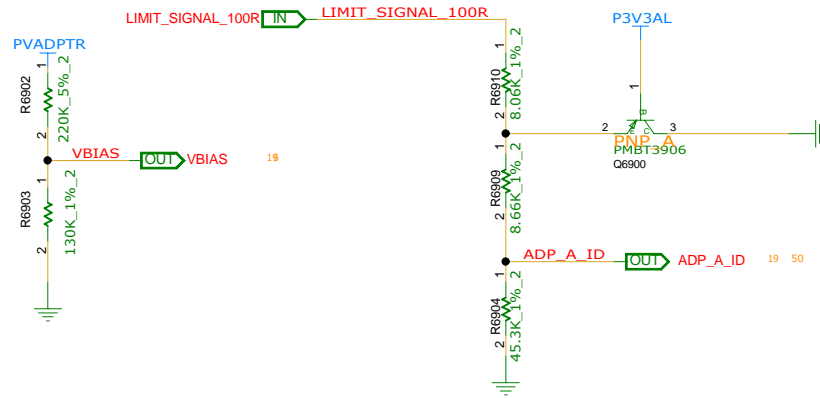 LIMIT_SIGNAL_100R
IN
LIMIT_SIGNAL_100R
P3V3AL
PVADPTR
1
R6902
220K_5%_2
2
VBIAS
OUT
VBIAS
1
R6903
130K_1%_2
2
1
R6910
8.06K_1%_2
2
1
B
2
E
C
3
PNP_A
PMBT3906
Q6900
1
R6909
8.66K_1%_2
2
ADP_A_ID
OUT
ADP_A_ID
19
50
1
R6904
45.3K_1%_2
2